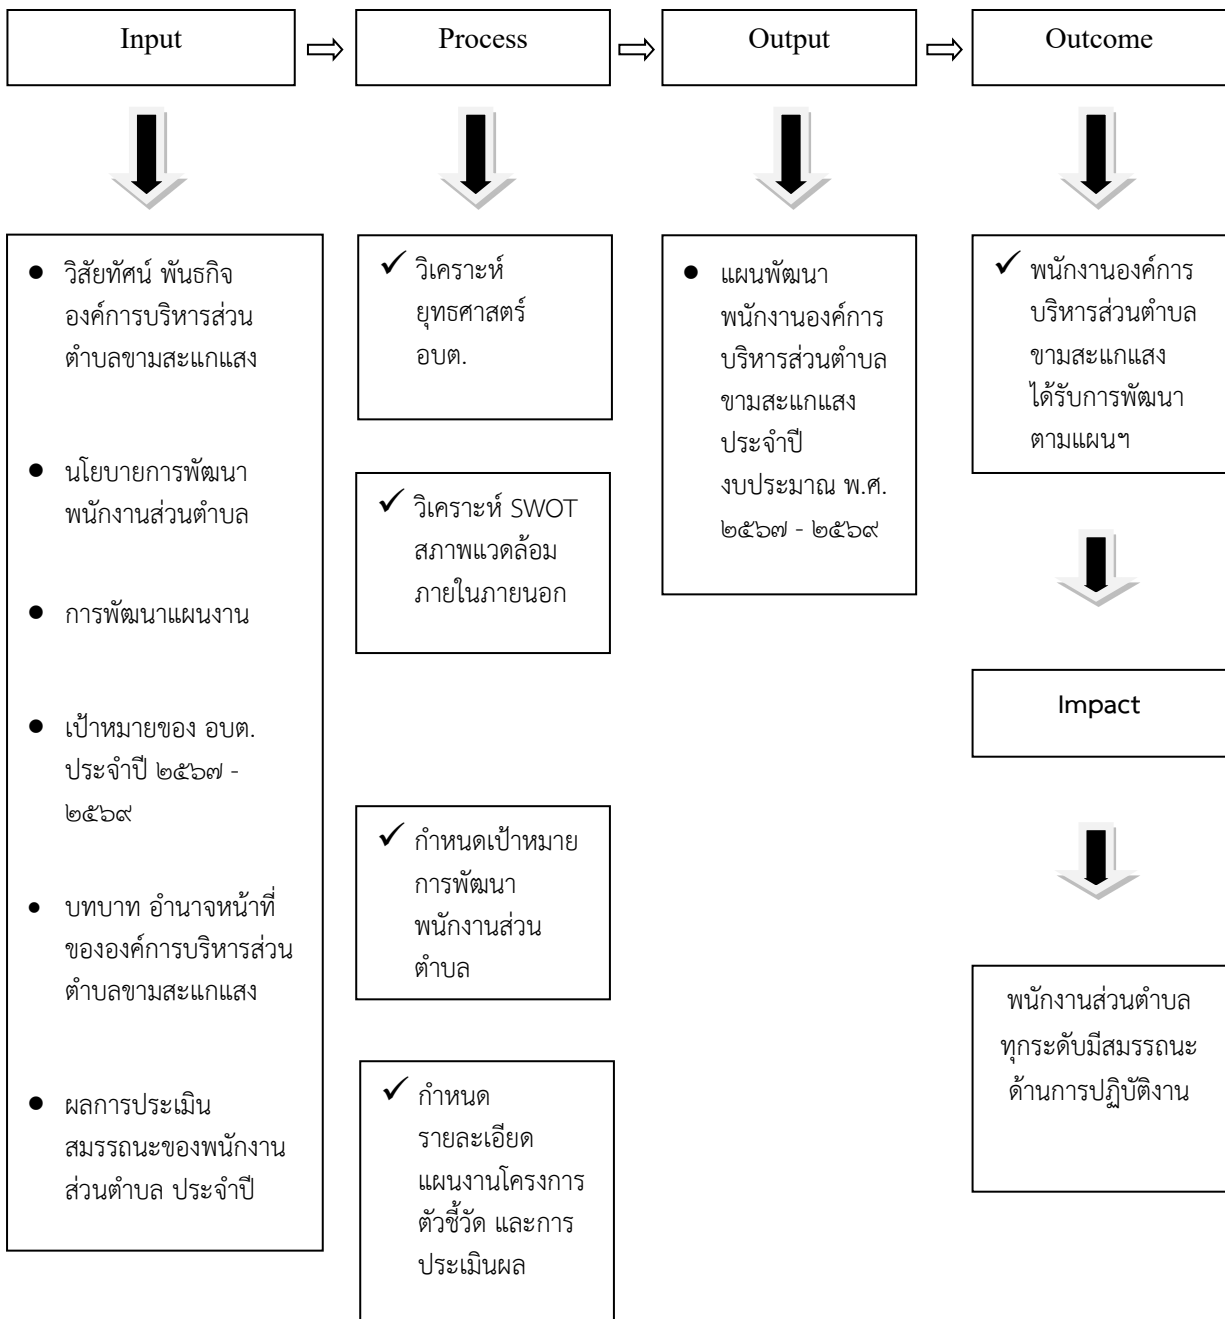 Input
Process
Output
Outcome
วิสัยทัศน์ พันธกิจ
องค์การบริหารส่วน
ตำบลขามสะแกแสง
นโยบายการพัฒนา
พนักงานส่วนตำบล
การพัฒนาแผนงาน
เป้าหมายของ อบต.
ประจำปี ๒๕๖๗ -
๒๕๖๙
บทบาท อำนาจหน้าที่
ขององค์การบริหารส่วน
ตำบลขามสะแกแสง
ผลการประเมิน
สมรรถนะของพนักงาน
ส่วนตำบล ประจำปี
วิเคราะห์
ยุทธศาสตร์
อบต.
วิเคราะห์ SWOT
สภาพแวดล้อม
ภายในภายนอก
กำหนดเป้าหมาย
การพัฒนา
พนักงานส่วน
ตำบล
กำหนด
รายละเอียด
แผนงานโครงการ
ตัวชี้วัด และการ
ประเมินผล
แผนพัฒนา
พนักงานองค์การ
บริหารส่วนตำบล
ขามสะแกแสง
ประจำปี
งบประมาณ พ.ศ.
๒๕๖๗ - ๒๕๖๙
พนักงานองค์การ
บริหารส่วนตำบล
ขามสะแกแสง
ได้รับการพัฒนา
ตามแผนฯ
Impact
พนักงานส่วนตำบล
ทุกระดับมีสมรรถนะ
ด้านการปฏิบัติงาน